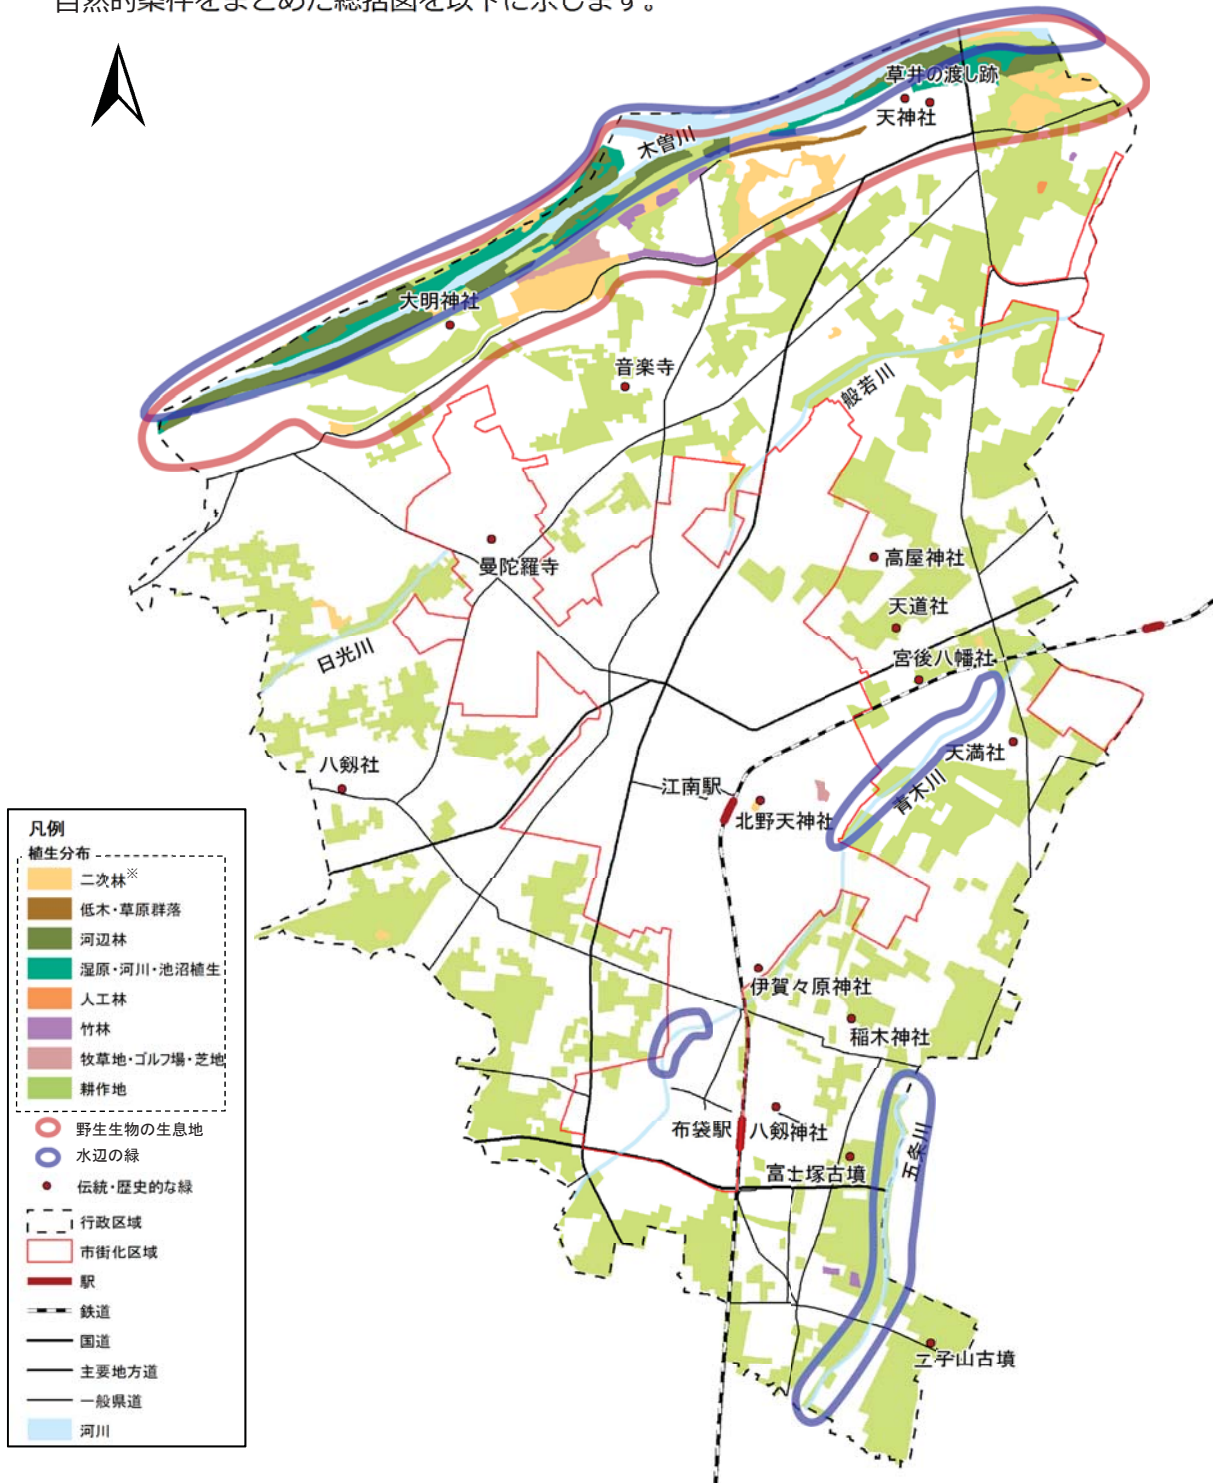 自然的条件をまとめた総括図を以下に示します。
草井の渡し跡
天神社
木曽川
大明神社
音楽寺
般若川
曼陀羅寺
高屋神社
天道社
日光川
宮後八幡社
天満社
八剱社
江南駅
北野天神社
青木川
伊賀々原神社
稲木神社
布袋駅
八剱神社
富士塚古墳
五条川
二子山古墳
凡例
植生分布
二次林※
低木・草原群落
河辺林
湿原・河川・池沼植生
人工林
竹林
牧草地・ゴルフ場・芝地
耕作地
野生生物の生息地
水辺の緑
伝統・歴史的な緑
行政区域
市街化区域
駅
鉄道
国道
主要地方道
一般県道
河川